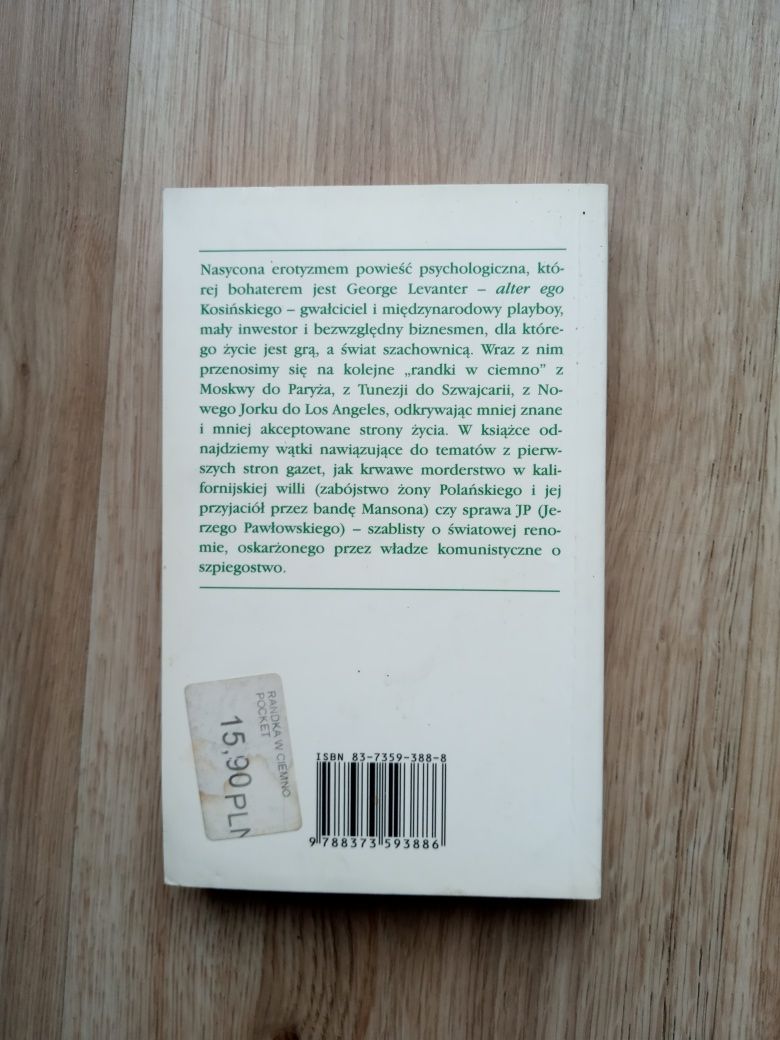 Nasycona erotyzmem powieść psychologiczna, któ-
rej bohaterem jest George Levanter – alter ego
Kosińskiego – gwałciciel i międzynarodowy playboy,
mały inwestor i bezwzględny biznesmen, dla które-
go życie jest grą, a świat szachownicą. Wraz z nim
przenosimy się na kolejne „randki w ciemno” z
Moskwy do Paryża, z Tunezji do Szwajcarii, z No-
wego Jorku do Los Angeles, odkrywając mniej znane
i mniej akceptowane strony życia. W książce od-
najdziemy wątki nawiązujące do tematów z pierw-
szych stron gazet, jak krwawe morderstwo w kali-
fornijskiej willi (zabójstwo żony Polańskiego i jej
przyjaciół przez bandę Mansona) czy sprawa JP (Je-
rzego Pawłowskiego) – szablisty o światowej reno-
mie, oskarżonego przez władze komunistyczne o
szpiegostwo.
RANDKA W CIEMNO
POCKET
15,90 PLN
ISBN 83-7359-388-8
9 788373 593886